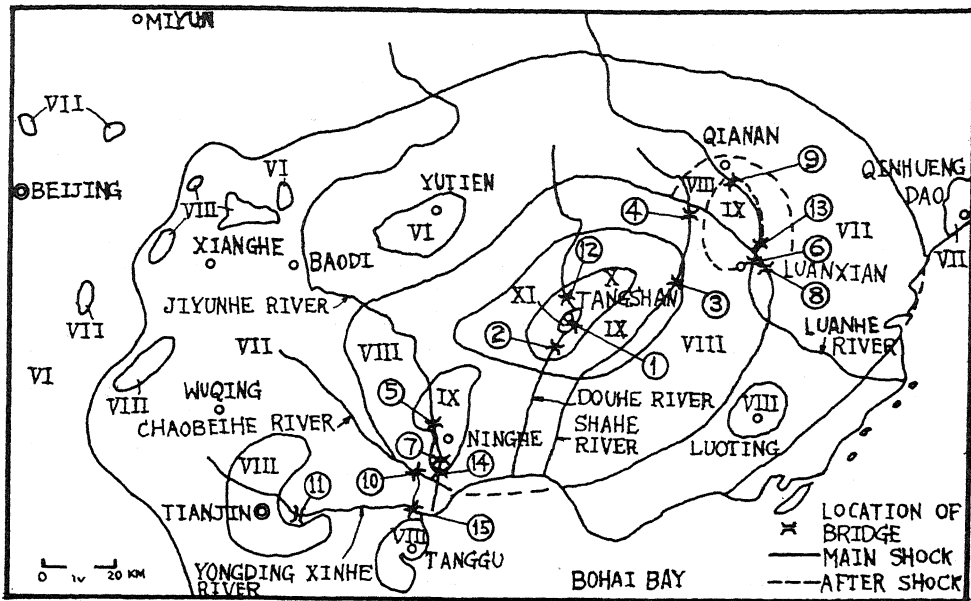 MIYUN
VII
BEIJING
VI
VIII
XIANGHE
BAODI
YUTIEN
VI
JIYUNHE RIVER
VII
VII
VI
VIII
WUQING
CHAOBEIHE RIVER
VIII
TIANJIN
YONGDING XINHE
RIVER
VIII
TANGGU
VIII
IX
NINGHE
XI
X
TANGSHAN
IX
VIII
DOUHE RIVER
SHAHE
RIVER
QIANAN
VIII
IX
VII
LUANXIAN
LUANHE
RIVER
VIII
LUOTING
QINHUENG
DAO
VII
BOHAI BAY
1
2
3
4
5
6
7
8
9
10
11
12
13
14
15
LOCATION OF
BRIDGE
MAIN SHOCK
AFTER SHOCK
0 20 KM